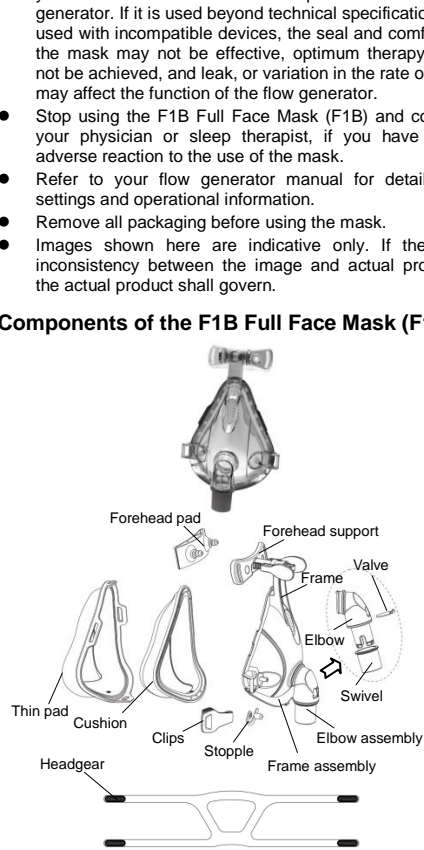 generator. If it is used beyond technical specificatio
used with incompatible devices, the seal and comf
the mask may not be effective, optimum therapy
not be achieved, and leak, or variation in the rate o
may affect the function of the flow generator.
● Stop using the F1B Full Face Mask (F1B) and co
your physician or sleep therapist, if you have
adverse reaction to the use of the mask.
● Refer to your flow generator manual for detail
settings and operational information.
● Remove all packaging before using the mask.
● Images shown here are indicative only. If the
inconsistency between the image and actual pro
the actual product shall govern.
Components of the F1B Full Face Mask (F1
Forehead pad
Forehead support
Valve
Frame
Elbow
Swivel
Thin pad
Cushion
Clips
Stopple
Elbow assembly
Frame assembly
Headgear